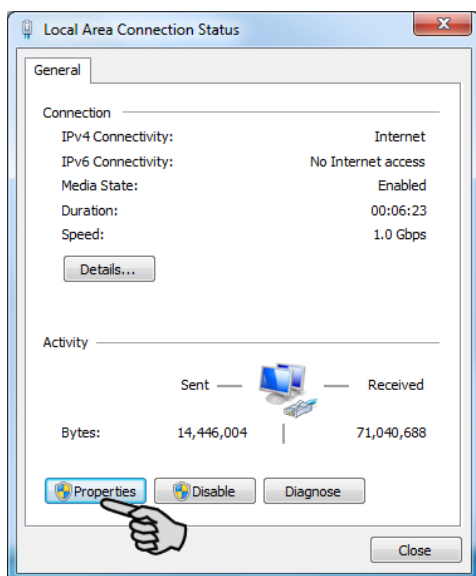 Local Area Connection Status
General
Connection
IPv4 Connectivity: Internet
IPv6 Connectivity: No Internet access
Media State: Enabled
Duration: 00:06:23
Speed: 1.0 Gbps
Details...
Activity
Sent Received
Bytes: 14,446,004 71,040,688
Properties Disable Diagnose
Close